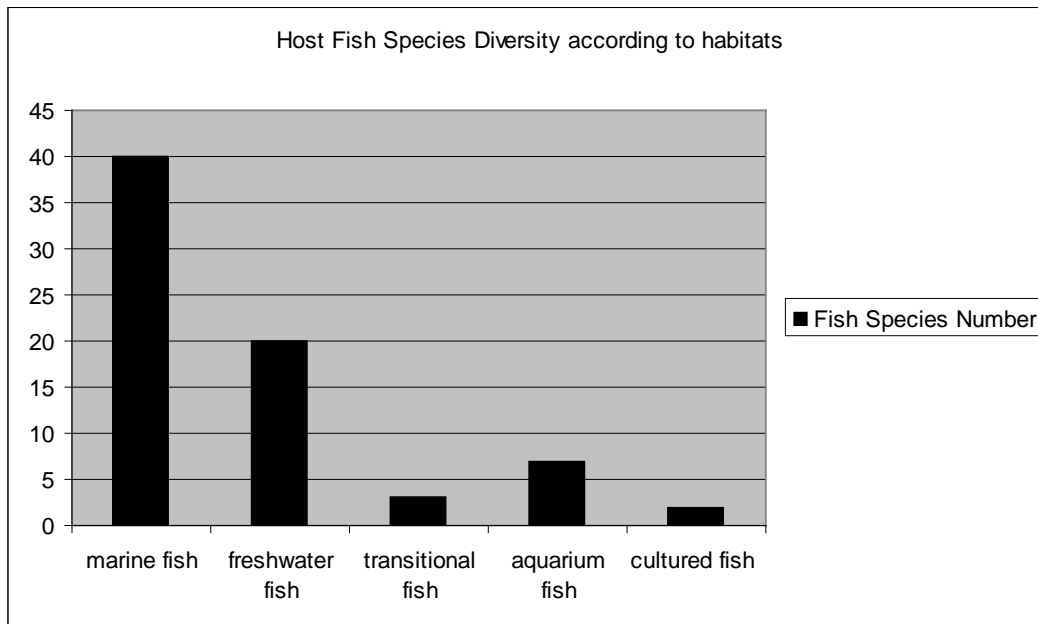 Host Fish Species Diversity according to habitats
45
40
35
30
25
20
15
10
5
0
marine fish
freshwater
fish
transitional
fish
aquarium
fish
cultured fish
Fish Species Number